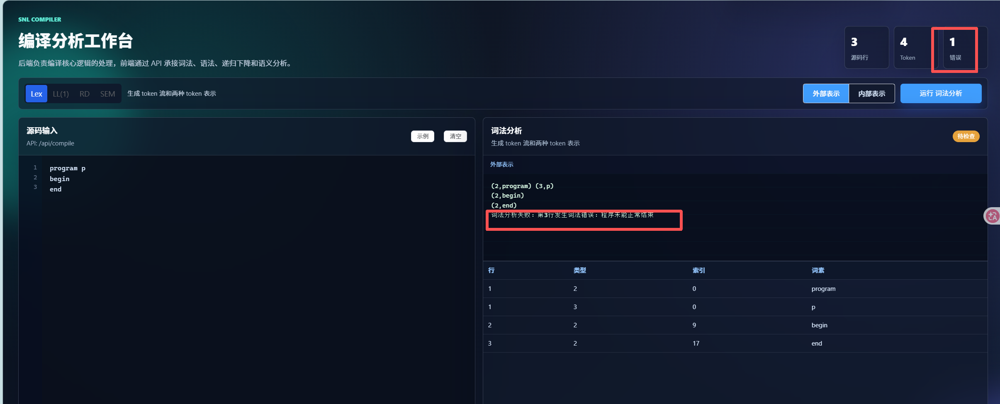 SNL COMPILER
编译分析工作台
后端负责编译核心逻辑的处理，前端通过 API 承接词法、语法、递归下降和语义分析。
3
源码行
4
Token
1
错误
Lex LL(1) RD SEM 生成 token 流和两种 token 表示
外部表示 内部表示 运行 词法分析
源码输入
API: /api/compile
示例 清空
1 program p
2 begin
3 end
词法分析
生成 token 流和两种 token 表示
待检查
外部表示
(2,program) (3,p)
(2,begin)
(2,end)
词法分析失败：第3行发生词法错误：程序未能正常结束
行 类型 索引 词素
1 2 0 program
1 3 0 p
2 2 9 begin
3 2 17 end